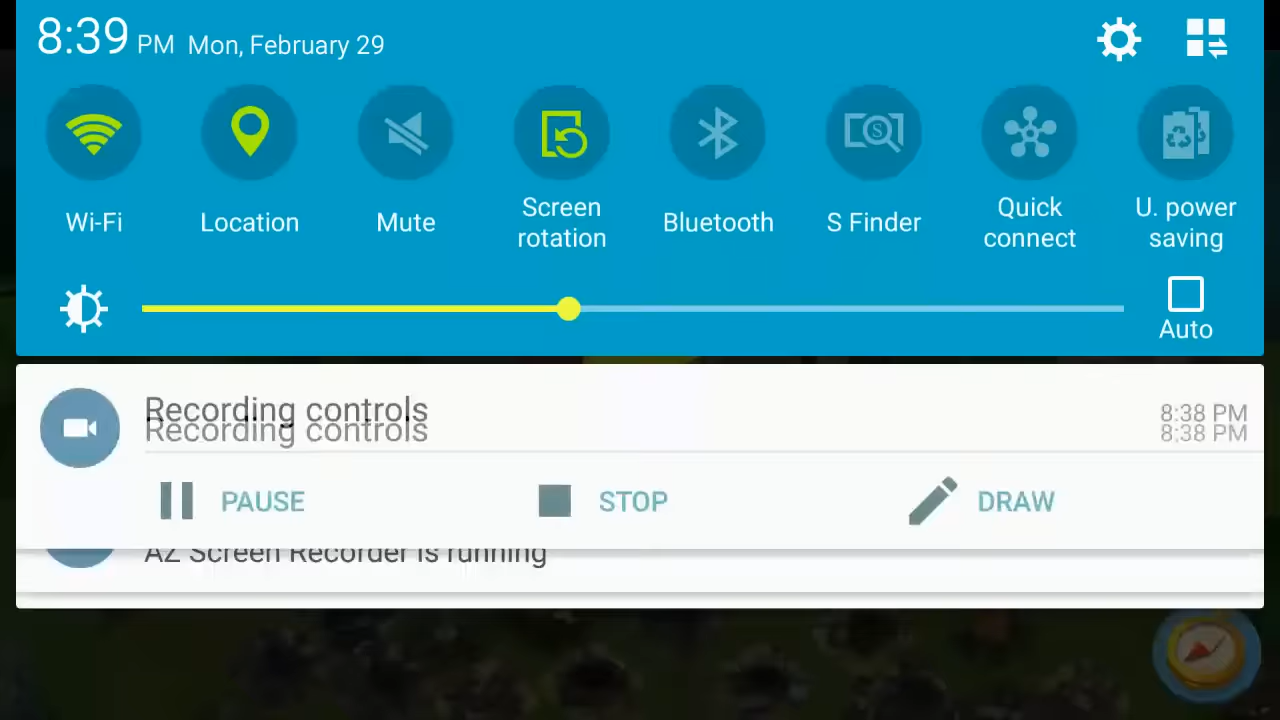 8:39 PM Mon, February 29
Wi-Fi
Location
Mute
Screen
rotation
Bluetooth
S Finder
Quick
connect
U. power
saving
Auto
Recording controls 8:38 PM
Recording controls 8:38 PM
PAUSE STOP DRAW
AZ Screen Recorder is running